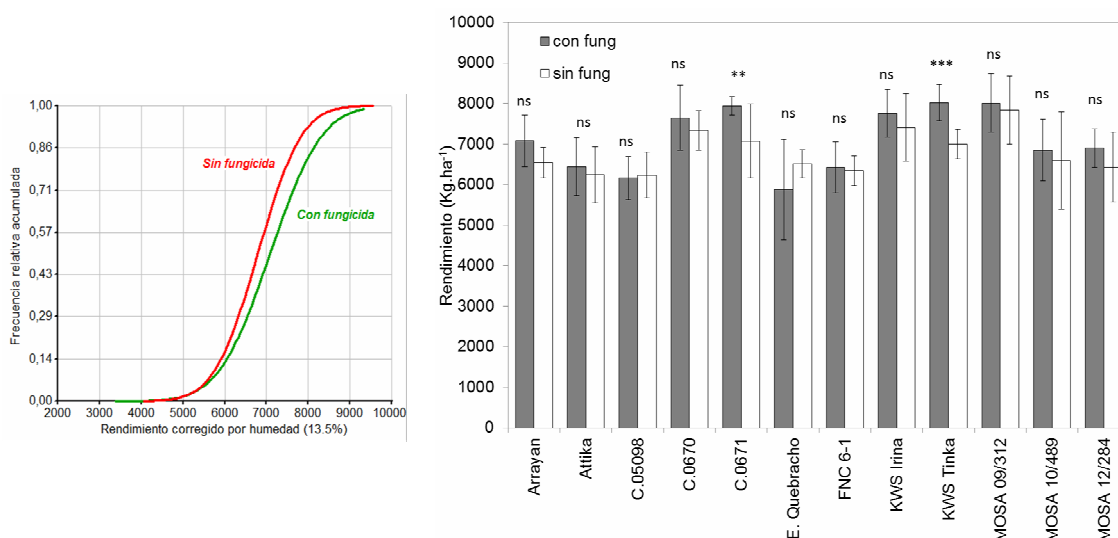 1,00
0,86
0,71
0,57
0,43
0,29
0,14
0,00
Frecuencia relativa acumulada
Sin fungicida
Con fungicida
2000 3000 4000 5000 6000 7000 8000 9000 10000
Rendimiento corregido por humedad (13.5%)
10000
9000
8000
7000
6000
5000
4000
3000
2000
1000
0
Rendimiento (Kg.ha-1)
con fung
sin fung
ns
ns
ns
ns
**
ns
ns
ns
***
ns
ns
ns
Arrayan
Attika
C.05098
C.0670
C.0671
E. Quebracho
FNC 6-1
KWS Irina
KWS Tinka
MOSA 09/312
MOSA 10/489
MOSA 12/284